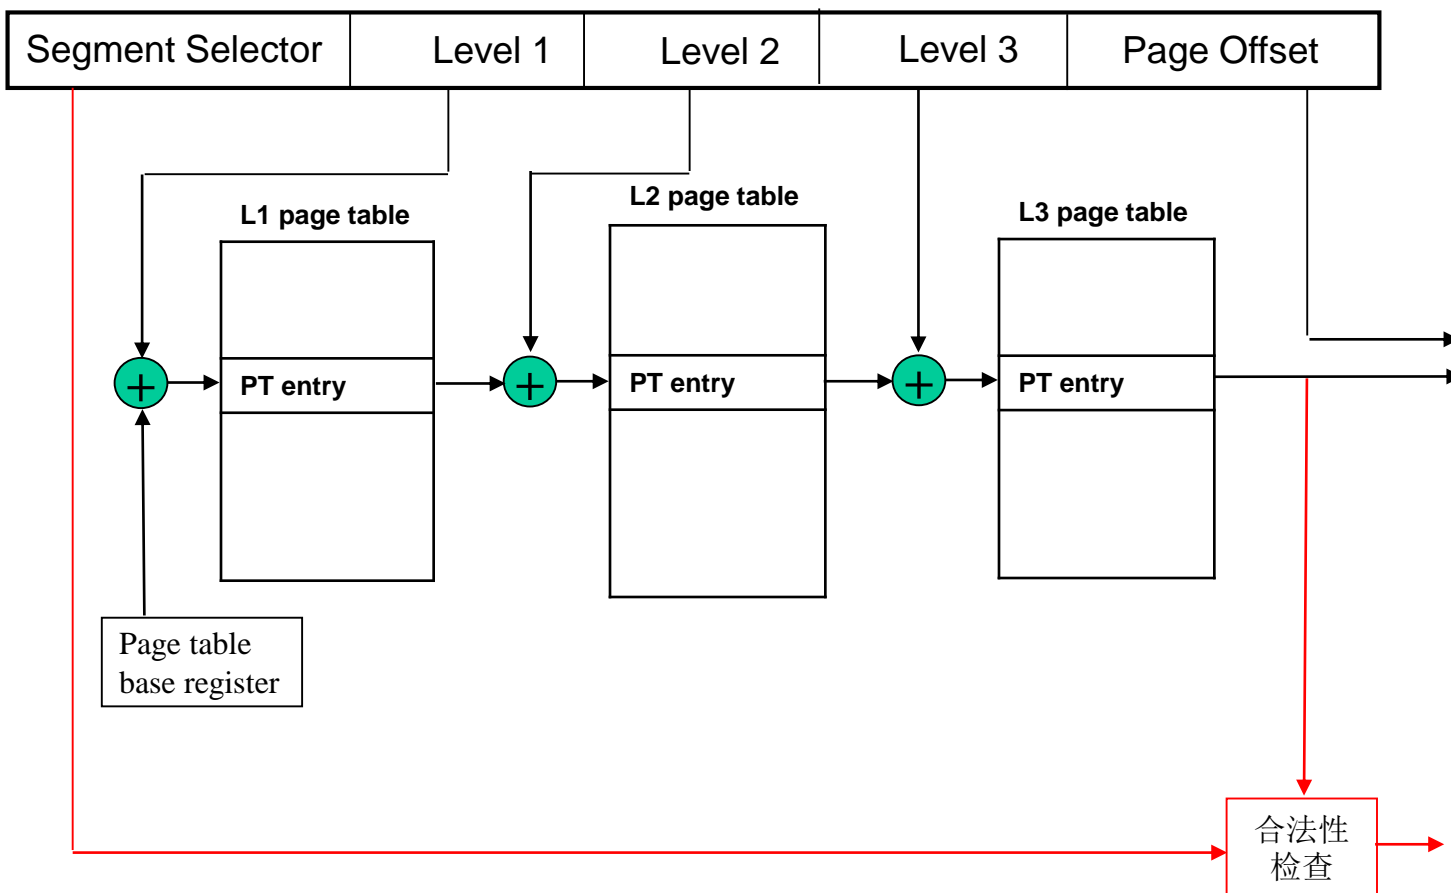 Segment Selector
Level 1
Level 2
Level 3
Page Offset
L1 page table
L2 page table
L3 page table
+
PT entry
+
PT entry
+
PT entry
Page table
base register
合法性
检查